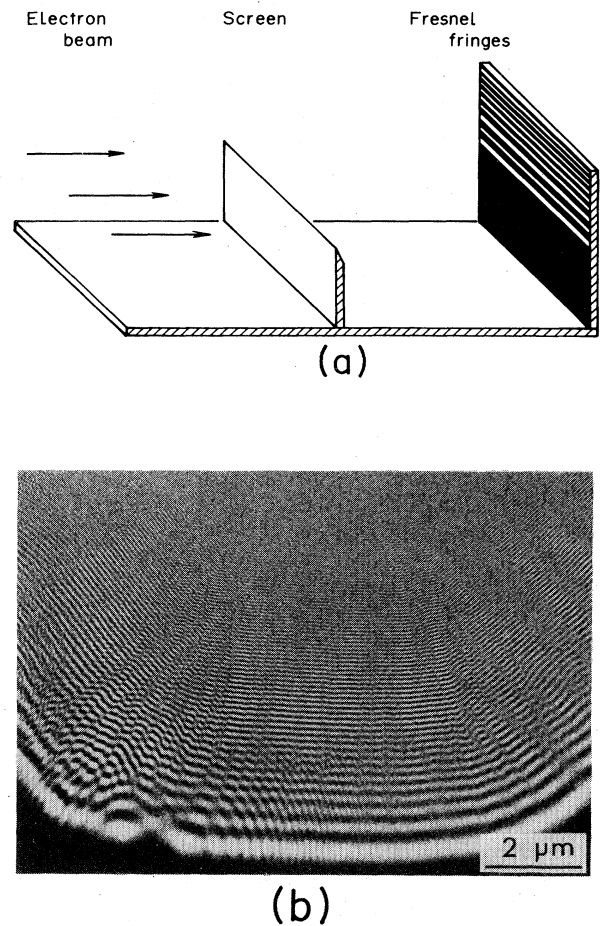 Electron beam
Screen
Fresnel fringes
(a)
2 μm
(b)